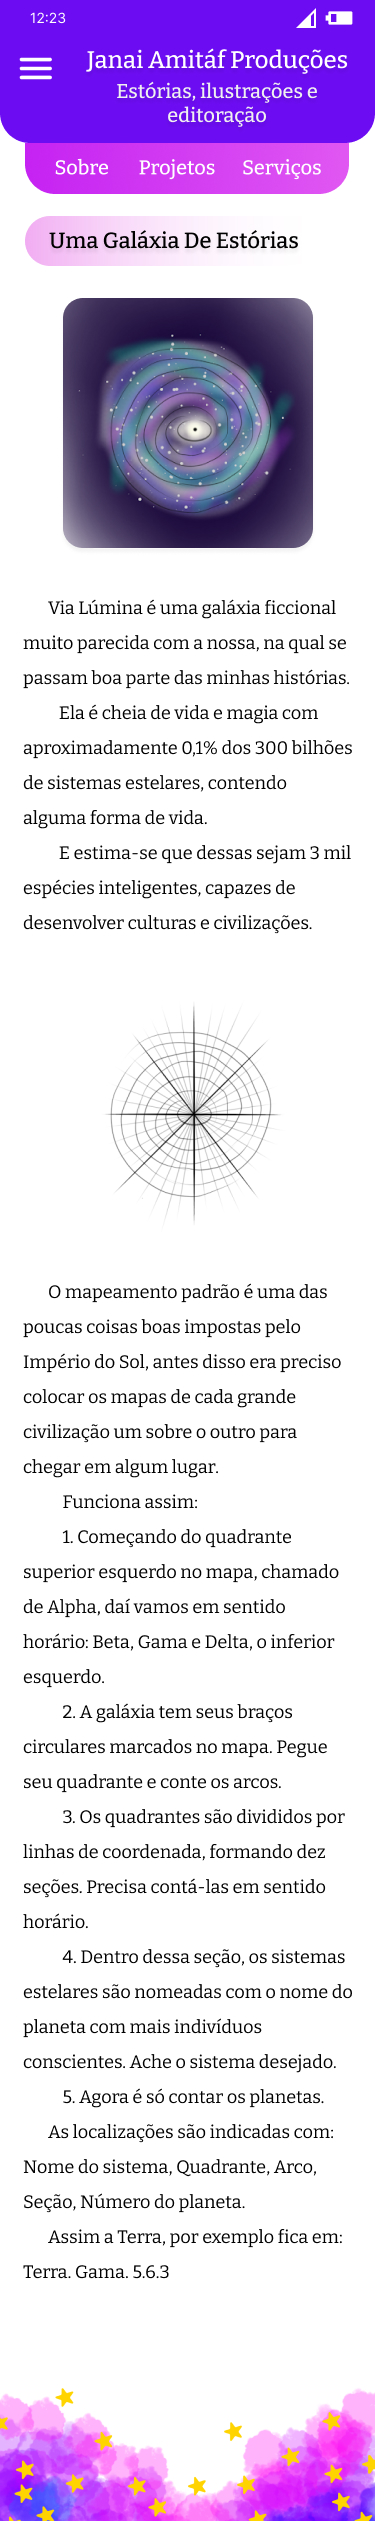 12:23
Janai Amitáf Produções
Estórias, ilustrações e
editoração
Sobre Projetos Serviços
Uma Galáxia De Estórias
Via Lúmina é uma galáxia ficcional
muito parecida com a nossa, na qual se
passam boa parte das minhas histórias.
Ela é cheia de vida e magia com
aproximadamente 0,1% dos 300 bilhões
de sistemas estelares, contendo
alguma forma de vida.
E estima-se que dessas sejam 3 mil
espécies inteligentes, capazes de
desenvolver culturas e civilizações.
O mapeamento padrão é uma das
poucas coisas boas impostas pelo
Império do Sol, antes disso era preciso
colocar os mapas de cada grande
civilização um sobre o outro para
chegar em algum lugar.
Funciona assim:
1. Começando do quadrante
superior esquerdo no mapa, chamado
de Alpha, daí vamos em sentido
horário: Beta, Gama e Delta, o inferior
esquerdo.
2. A galáxia tem seus braços
circulares marcados no mapa. Pegue
seu quadrante e conte os arcos.
3. Os quadrantes são divididos por
linhas de coordenada, formando dez
seções. Precisa contá-las em sentido
horário.
4. Dentro dessa seção, os sistemas
estelares são nomeadas com o nome do
planeta com mais indivíduos
conscientes. Ache o sistema desejado.
5. Agora é só contar os planetas.
As localizações são indicadas com:
Nome do sistema, Quadrante, Arco,
Seção, Número do planeta.
Assim a Terra, por exemplo fica em:
Terra. Gama. 5.6.3